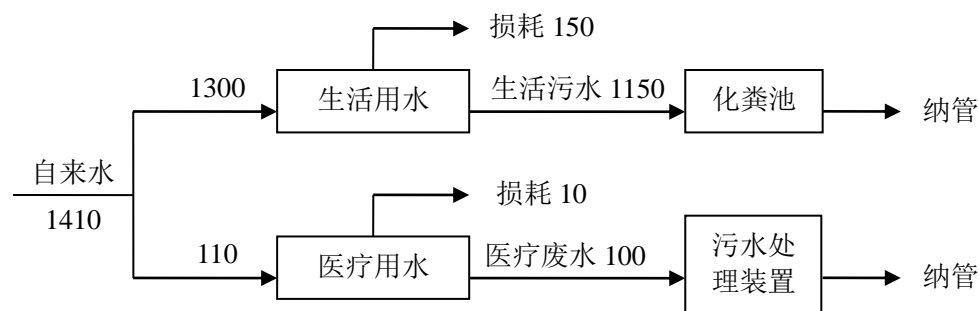 损耗 150
1300
生活用水
生活污水 1150
化粪池
纳管
自来水
1410
损耗 10
110
医疗用水
医疗废水 100
污水处
理装置
纳管